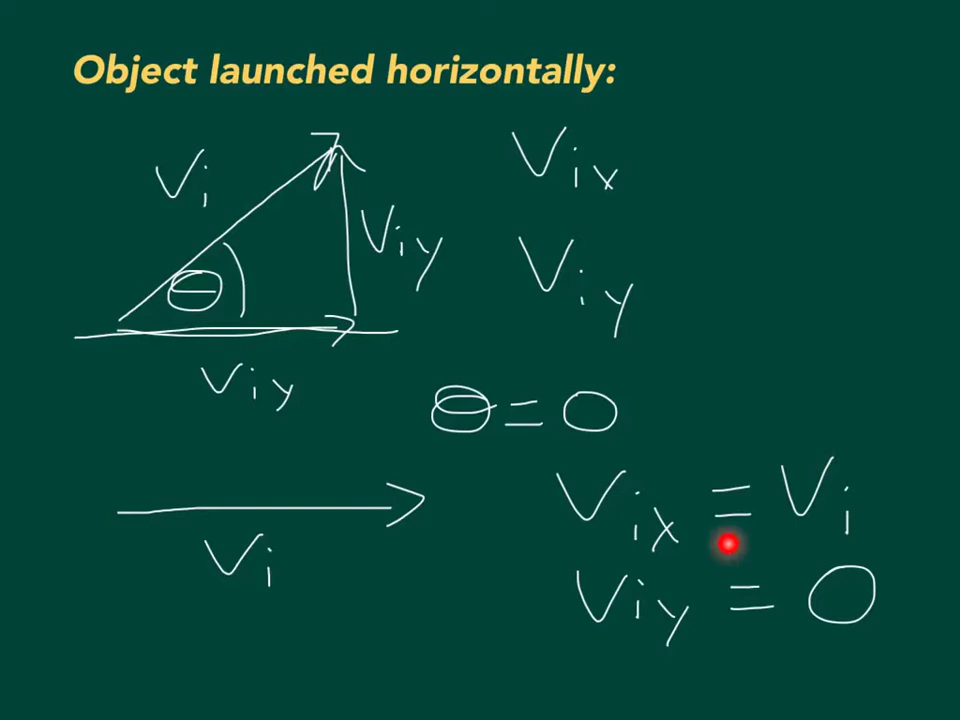 Object launched horizontally:
Vi
Vix
Viy
Viy
θ
Viy
θ = 0
Vix = Vi
Vi
Viy = 0